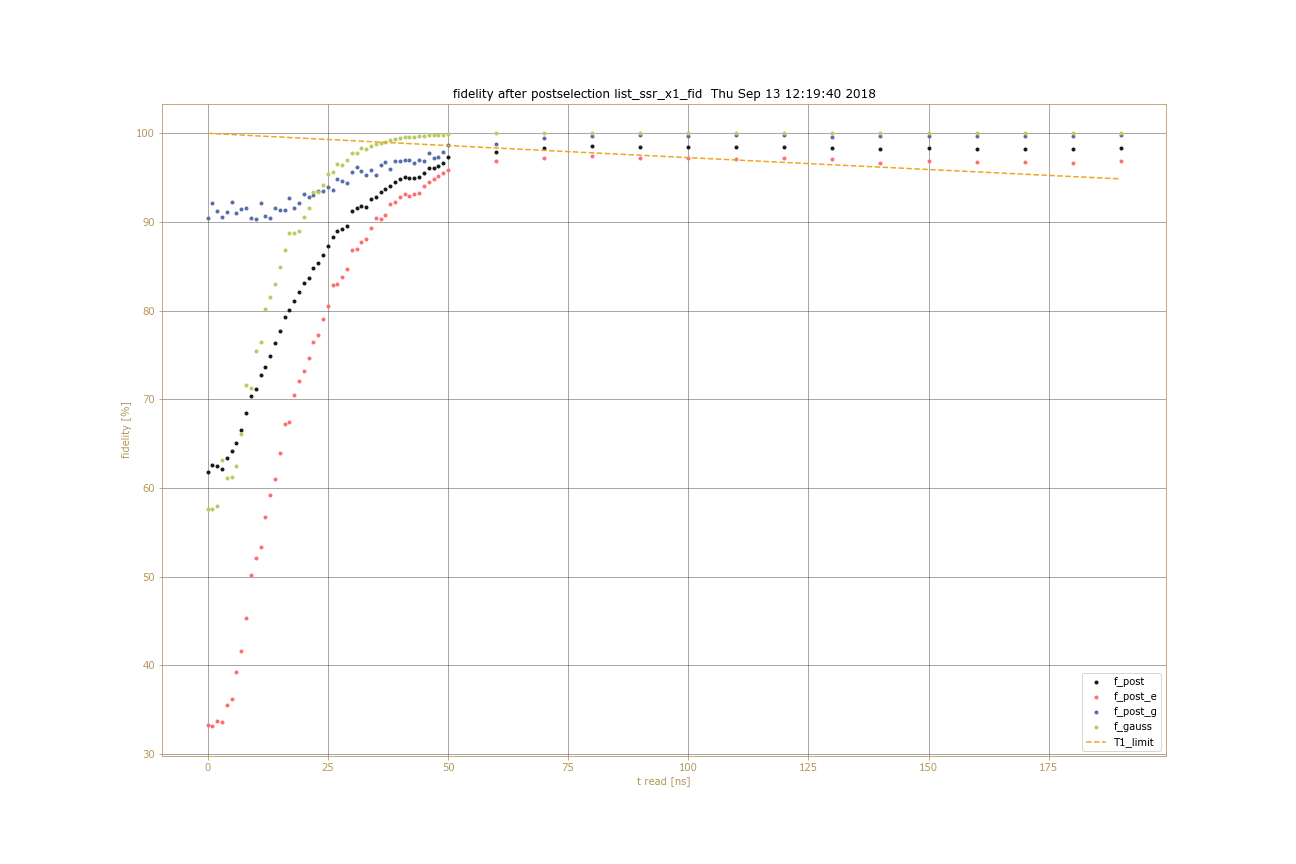 fidelity after postselection list_ssr_x1_fid  Thu Sep 13 12:19:40 2018
fidelity [%]
100
90
80
70
60
50
40
30
0
25
50
75
100
125
150
175
t read [ns]
f_post
f_post_e
f_post_g
f_gauss
T1_limit